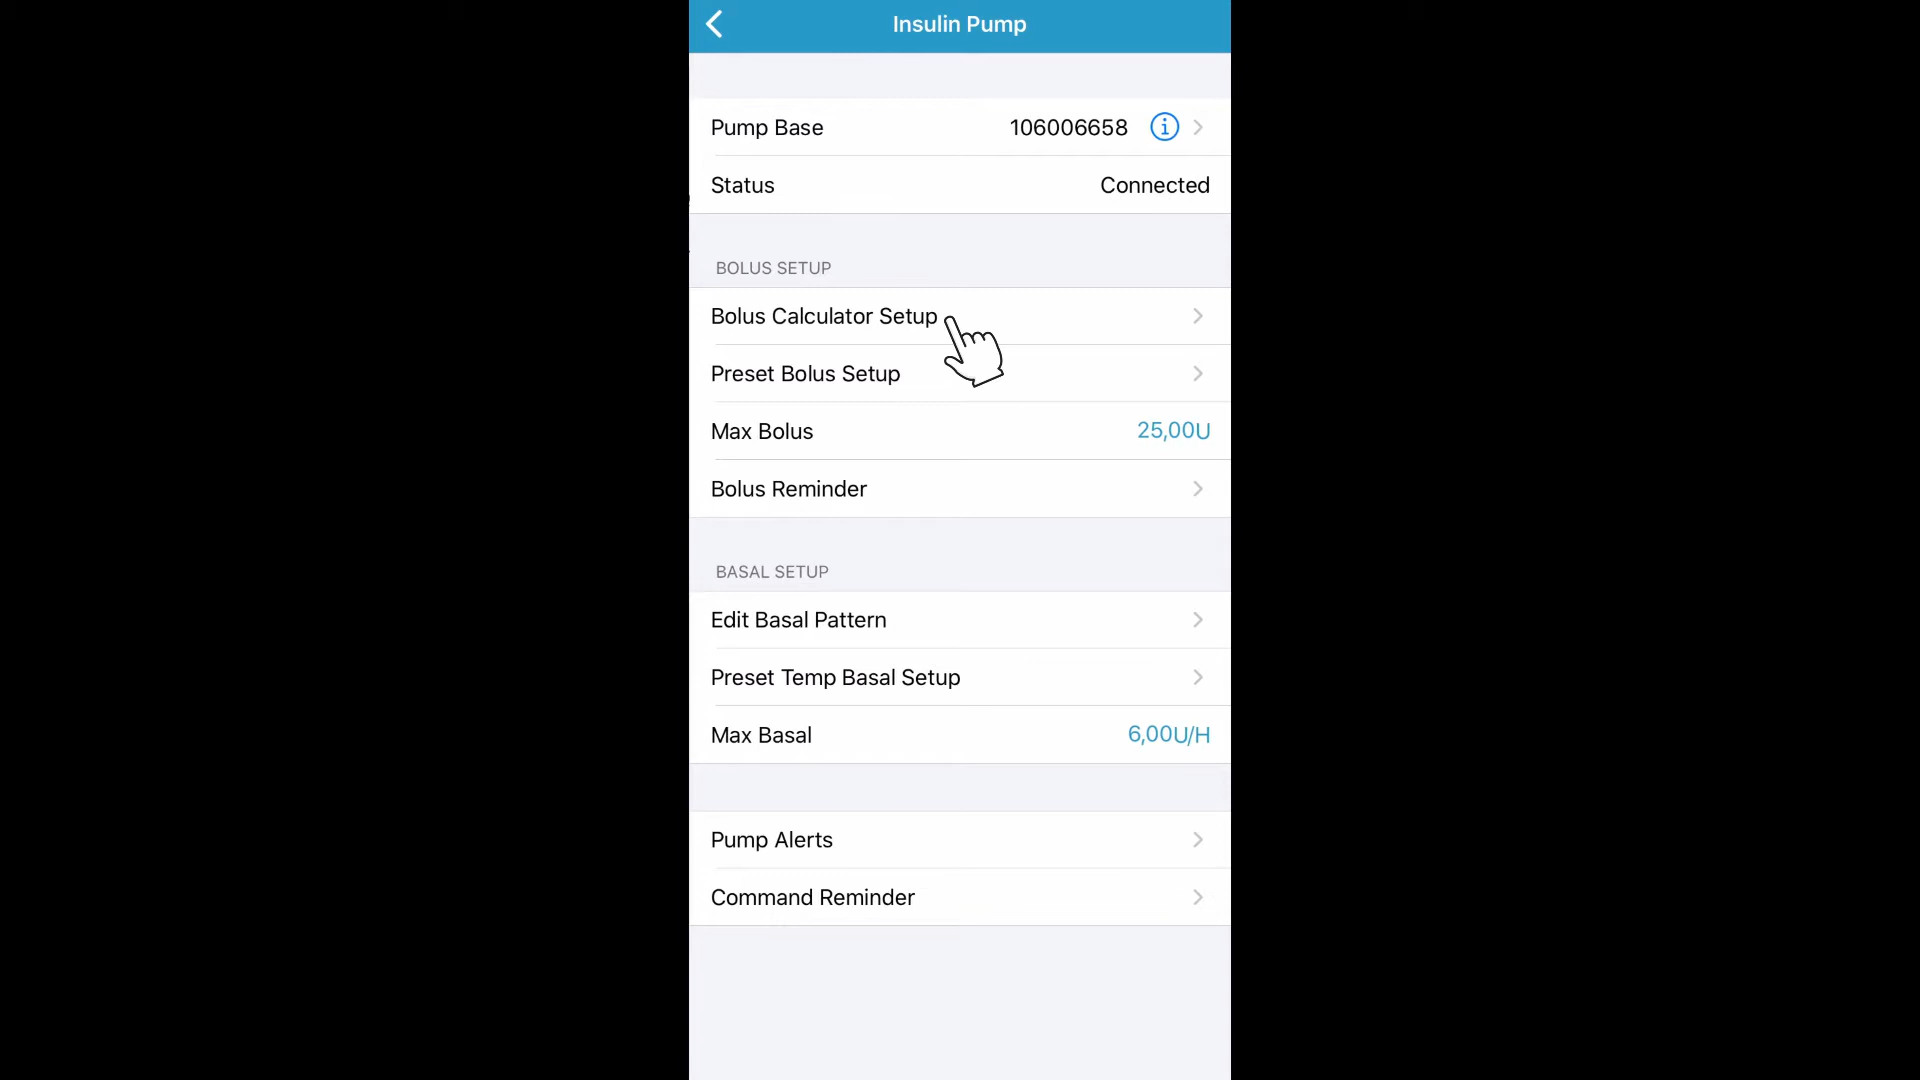 Insulin Pump
Pump Base 106006658
Status Connected
BOLUS SETUP
Bolus Calculator Setup
Preset Bolus Setup
Max Bolus 25,00U
Bolus Reminder
BASAL SETUP
Edit Basal Pattern
Preset Temp Basal Setup
Max Basal 6,00U/H
Pump Alerts
Command Reminder